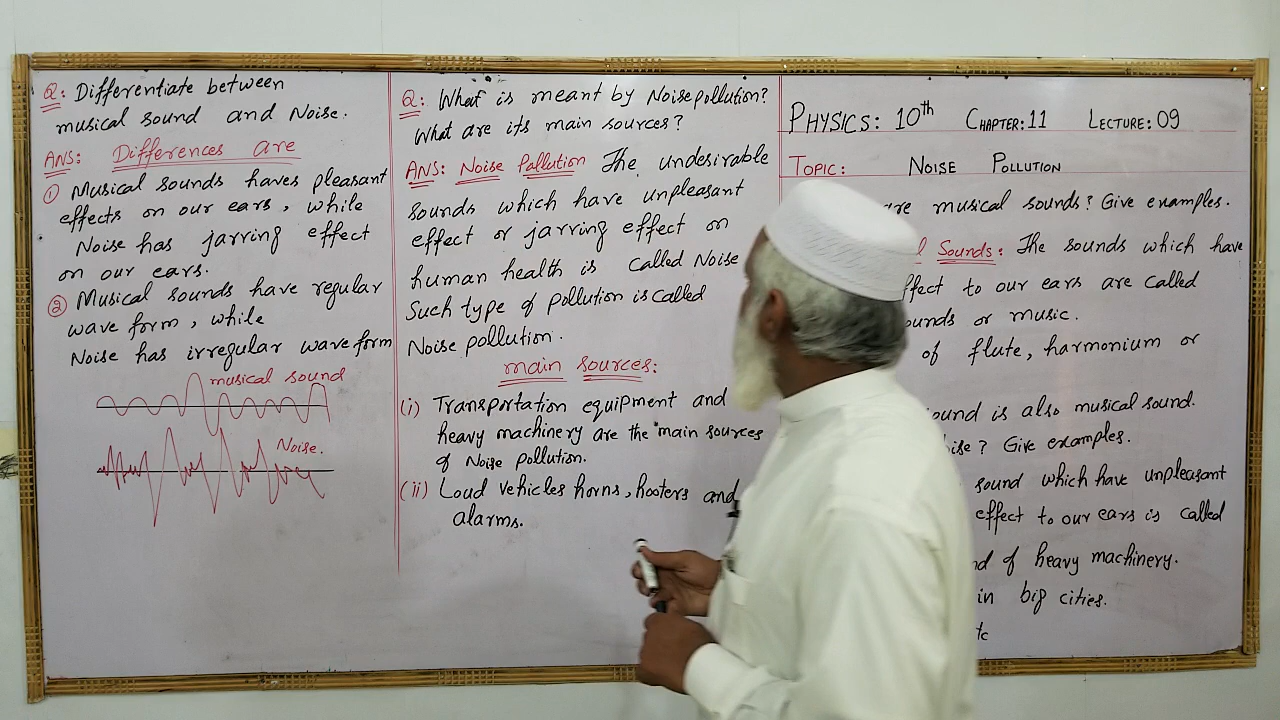 Q: Differentiate between
musical sound and Noise.
ANS: Differences are
① Musical sounds haves pleasant
effects on our ears, while
Noise has jarring effect
on our ears.
② Musical sounds have regular
wave form, while
Noise has irregular wave form
musical sound
Noise.
Q: What is meant by Noise pollution?
What are its main sources?
ANS: Noise Pallution The undesirable
sounds which have unpleasant
effect or jarring effect on
human health is called Noise
Such type of pollution is called
Noise pollution.
main sources:
(i) Transportation equipment and
heavy machinery are the main sources
of Noise pollution.
(ii) Loud vehicles horns, hooters and
alarms.
PHYSICS: 10th CHAPTER: 11 LECTURE: 09
TOPIC: NOISE POLLUTION
are musical sounds? Give examples.
Sounds: The sounds which have
to our ears are called
or music.
of flute, harmonium or
is also musical sound.
Give examples.
sound which have unpleasant
effect to our ears is called
of heavy machinery.
in big cities.